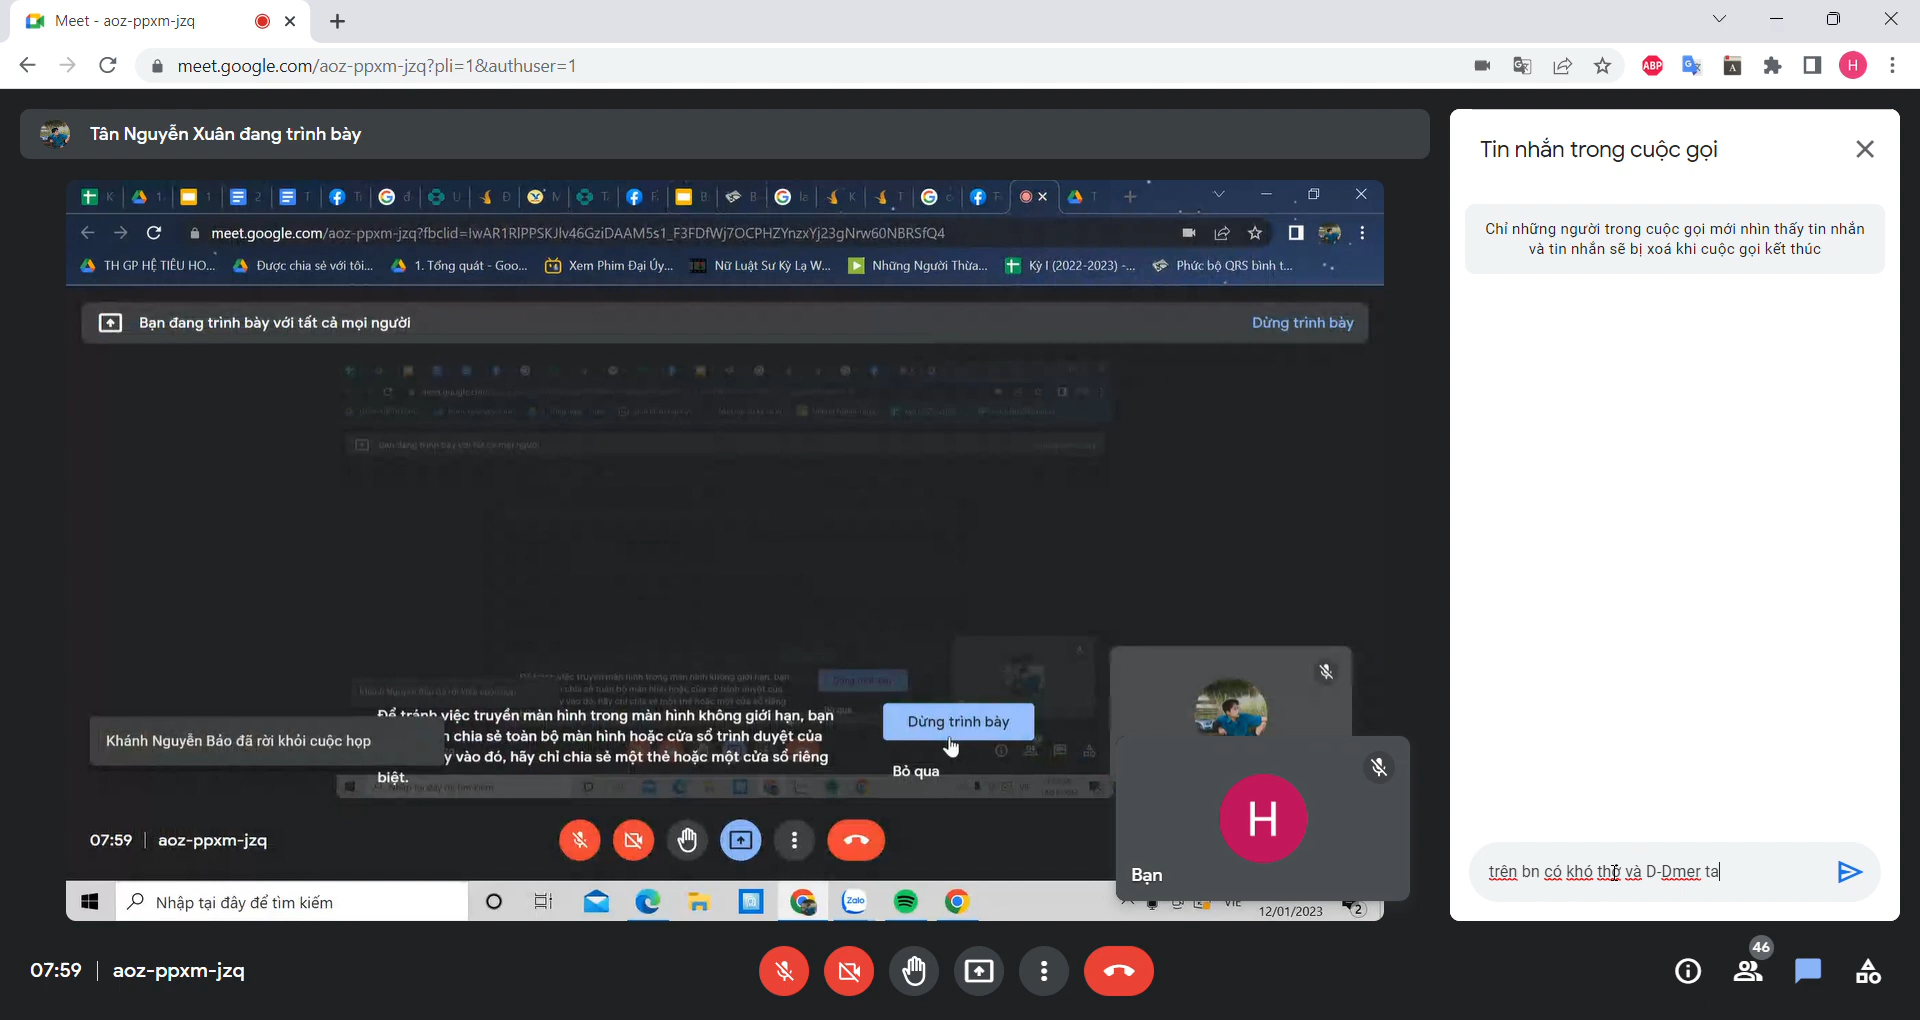 Meet - aoz-ppxm-jzq
meet.google.com/aoz-ppxm-jzq?pli=1&authuser=1
ABP
A
H
Tân Nguyễn Xuân đang trình bày
meet.google.com/aoz-ppxm-jzq?fbclid=IwAR1RlPPSKJlv46GziDAAM5s1_F3FDfWj7OCPHZYnzxYj23gNrw60NBRSfQ4
TH GP HỆ TIÊU HO... Được chia sẻ với tôi... 1. Tổng quát - Goo... Xem Phim Đại Úy... Nữ Luật Sư Kỳ Lạ W... Những Người Thừa... Kỳ I (2022-2023) -... Phức bộ QRS bình t...
Bạn đang trình bày với tất cả mọi người
Dừng trình bày
Để tránh việc truyền màn hình trong màn hình không giới hạn, bạn
chia sẻ toàn bộ màn hình hoặc cửa sổ trình duyệt của
y vào đó, hãy chỉ chia sẻ một thẻ hoặc một cửa sổ riêng
biệt.
Dừng trình bày
Bỏ qua
Khánh Nguyễn Bảo đã rời khỏi cuộc họp
07:59 | aoz-ppxm-jzq
H
Bạn
Nhập tại đây để tìm kiếm
Zalo
VIE
12/01/2023
2
Tin nhắn trong cuộc gọi
Chỉ những người trong cuộc gọi mới nhìn thấy tin nhắn
và tin nhắn sẽ bị xoá khi cuộc gọi kết thúc
trên bn có khó thở và D-Dmer ta
07:59 | aoz-ppxm-jzq
46